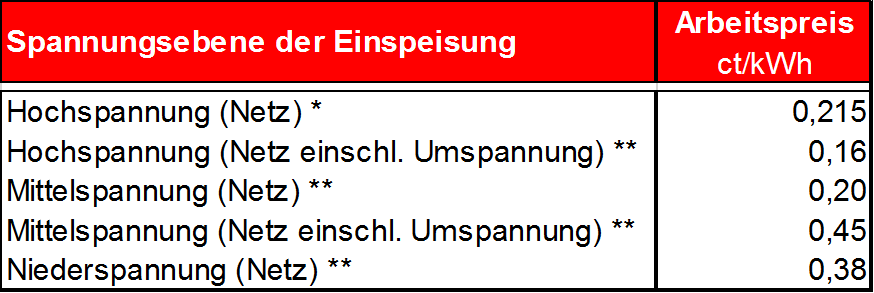 Spannungsebene der Einspeisung Arbeitspreis
ct/kWh
Hochspannung (Netz) * 0,215
Hochspannung (Netz einschl. Umspannung) ** 0,16
Mittelspannung (Netz) ** 0,20
Mittelspannung (Netz einschl. Umspannung) ** 0,45
Niederspannung (Netz) ** 0,38